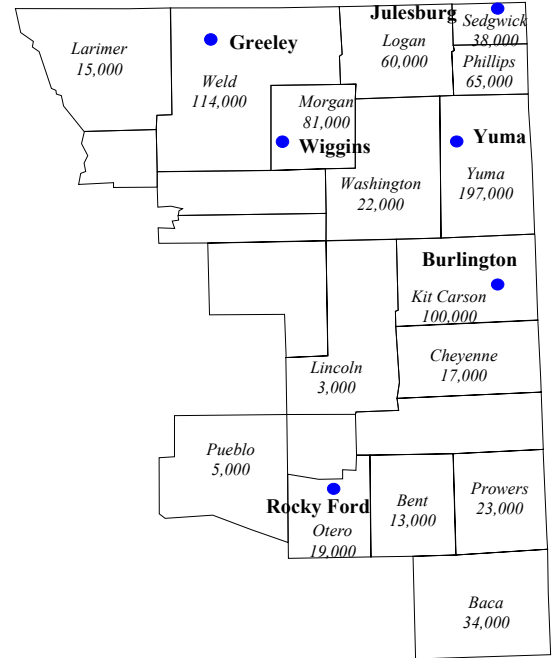 Julesburg
Sedgwick
38,000
Larimer
15,000
Greeley
Logan
60,000
Phillips
65,000
Weld
114,000
Morgan
81,000
Wiggins
Yuma
Washington
22,000
Yuma
197,000
Burlington
Kit Carson
100,000
Lincoln
3,000
Cheyenne
17,000
Pueblo
5,000
Rocky Ford
Otero
19,000
Bent
13,000
Prowers
23,000
Baca
34,000